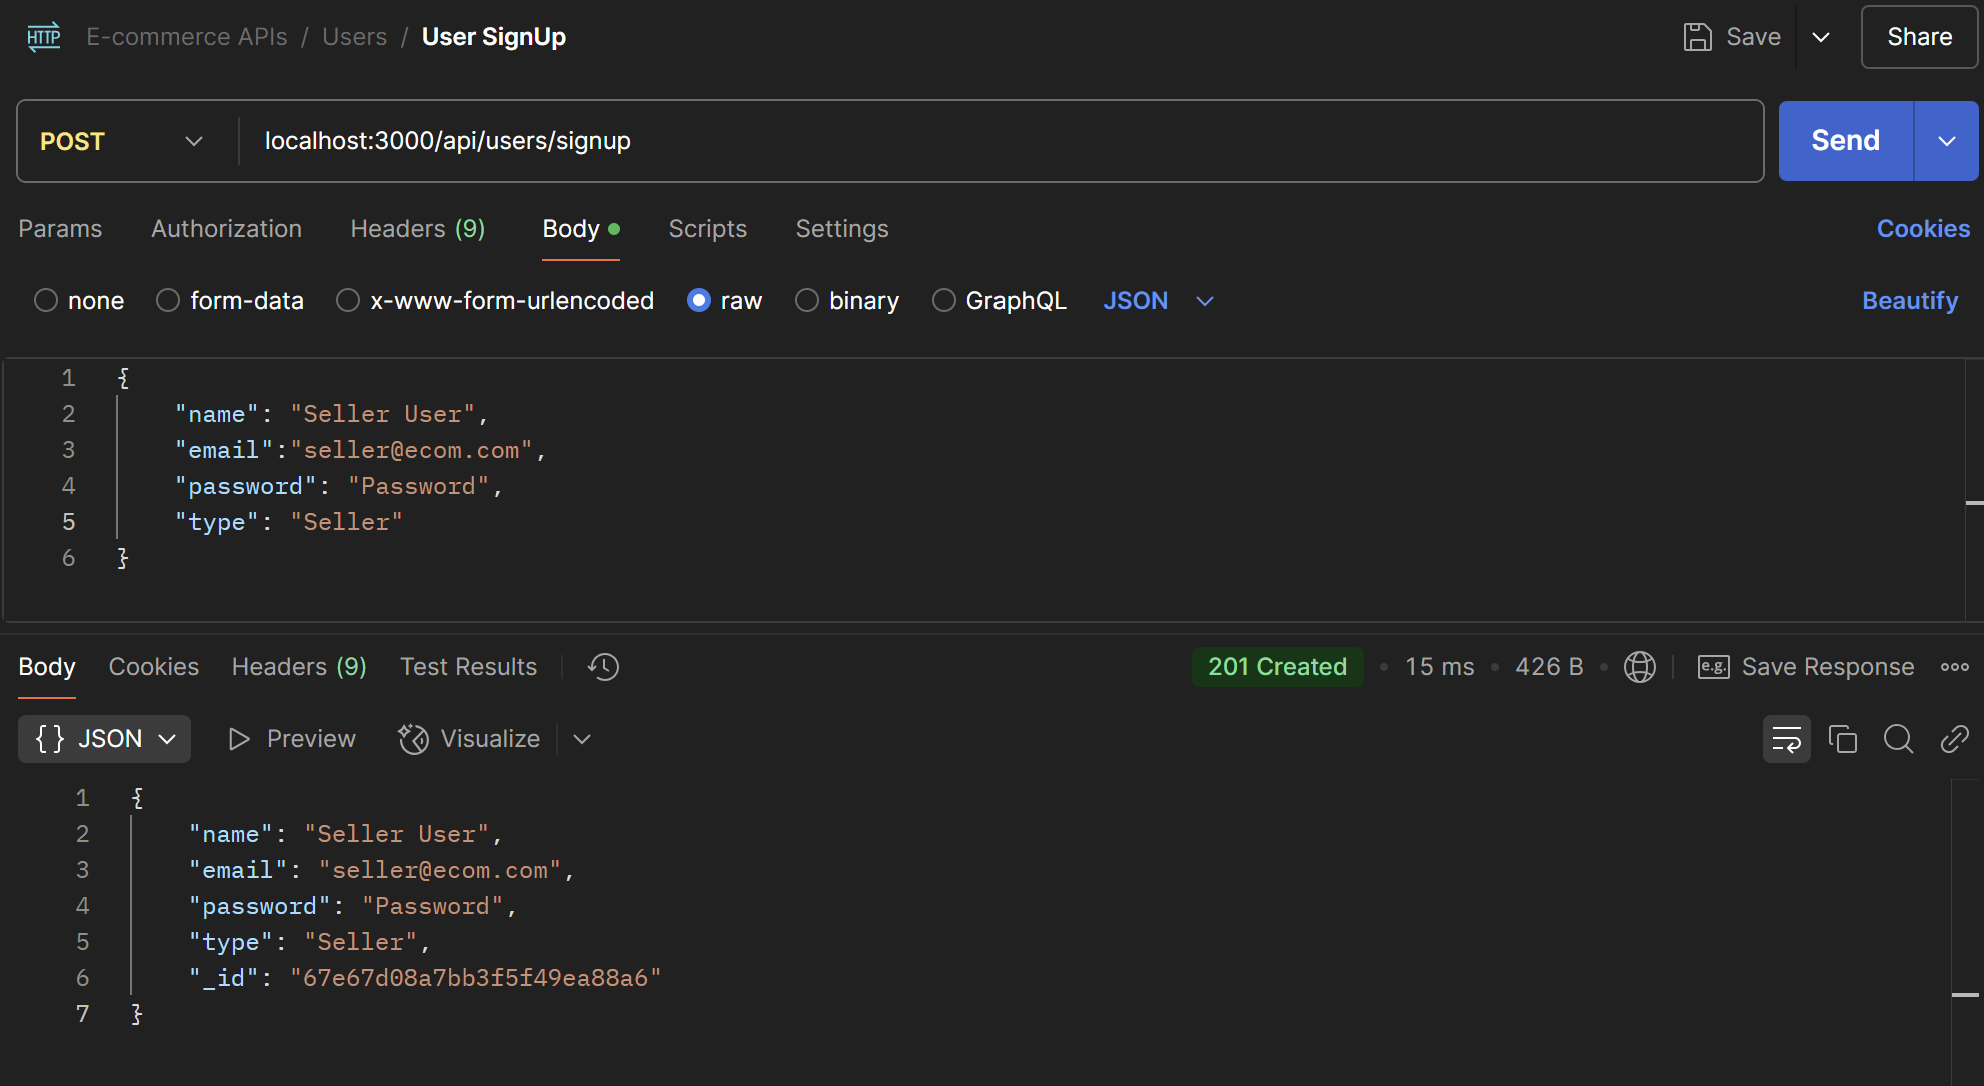 HTTP E-commerce APIs / Users / User SignUp Save Share
POST localhost:3000/api/users/signup Send
Params Authorization Headers (9) Body Scripts Settings Cookies
none form-data x-www-form-urlencoded raw binary GraphQL JSON Beautify
1 {
2 "name": "Seller User",
3 "email":"seller@ecom.com",
4 "password": "Password",
5 "type": "Seller"
6 }
Body Cookies Headers (9) Test Results 201 Created • 15 ms • 426 B • e.g. Save Response
{} JSON Preview Visualize
1 {
2 "name": "Seller User",
3 "email": "seller@ecom.com",
4 "password": "Password",
5 "type": "Seller",
6 "_id": "67e67d08a7bb3f5f49ea88a6"
7 }